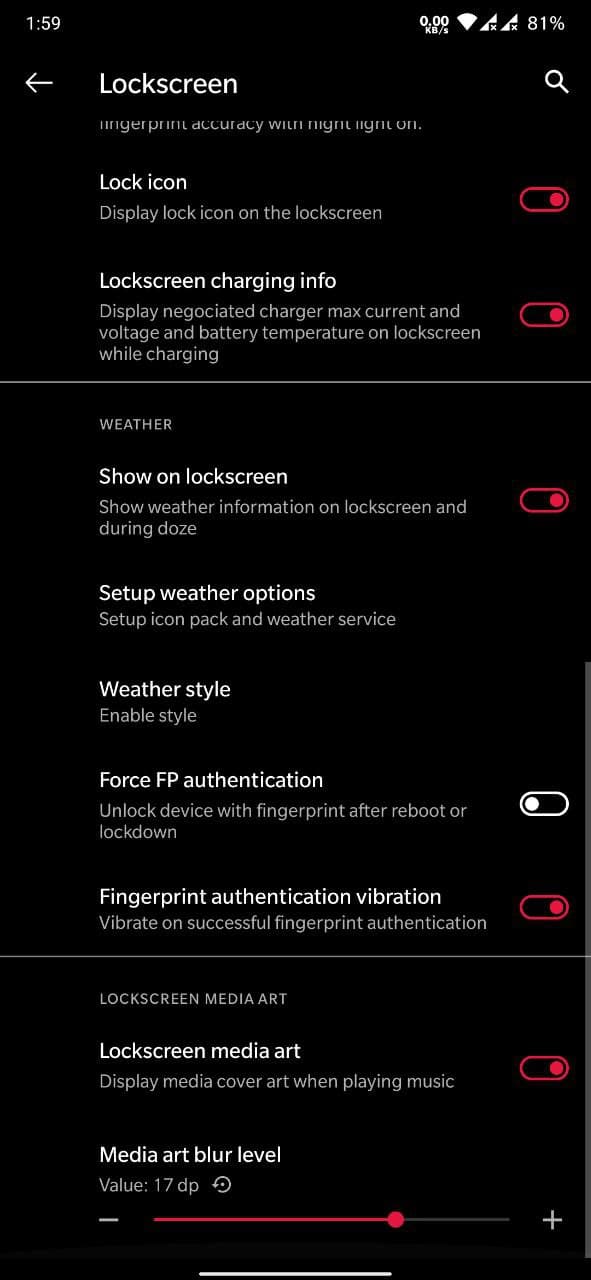 1:59
0.00
KB/s
81%
Lockscreen
fingerprint accuracy with night light on.
Lock icon
Display lock icon on the lockscreen
Lockscreen charging info
Display negociated charger max current and
voltage and battery temperature on lockscreen
while charging
WEATHER
Show on lockscreen
Show weather information on lockscreen and
during doze
Setup weather options
Setup icon pack and weather service
Weather style
Enable style
Force FP authentication
Unlock device with fingerprint after reboot or
lockdown
Fingerprint authentication vibration
Vibrate on successful fingerprint authentication
LOCKSCREEN MEDIA ART
Lockscreen media art
Display media cover art when playing music
Media art blur level
Value: 17 dp